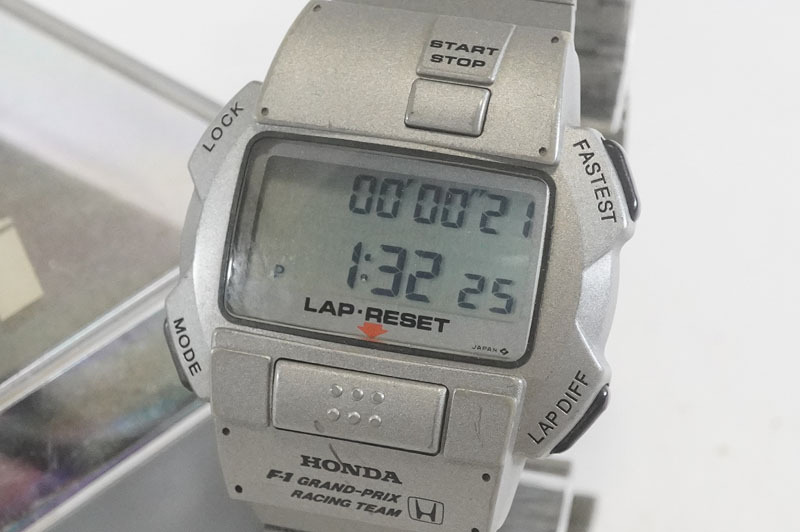 START
STOP
LOCK
FASTEST
00'00"21
P 1:32 25
LAP·RESET
JAPAN
MODE
LAP DIFF
HONDA
F-1 GRAND-PRIX
RACING TEAM